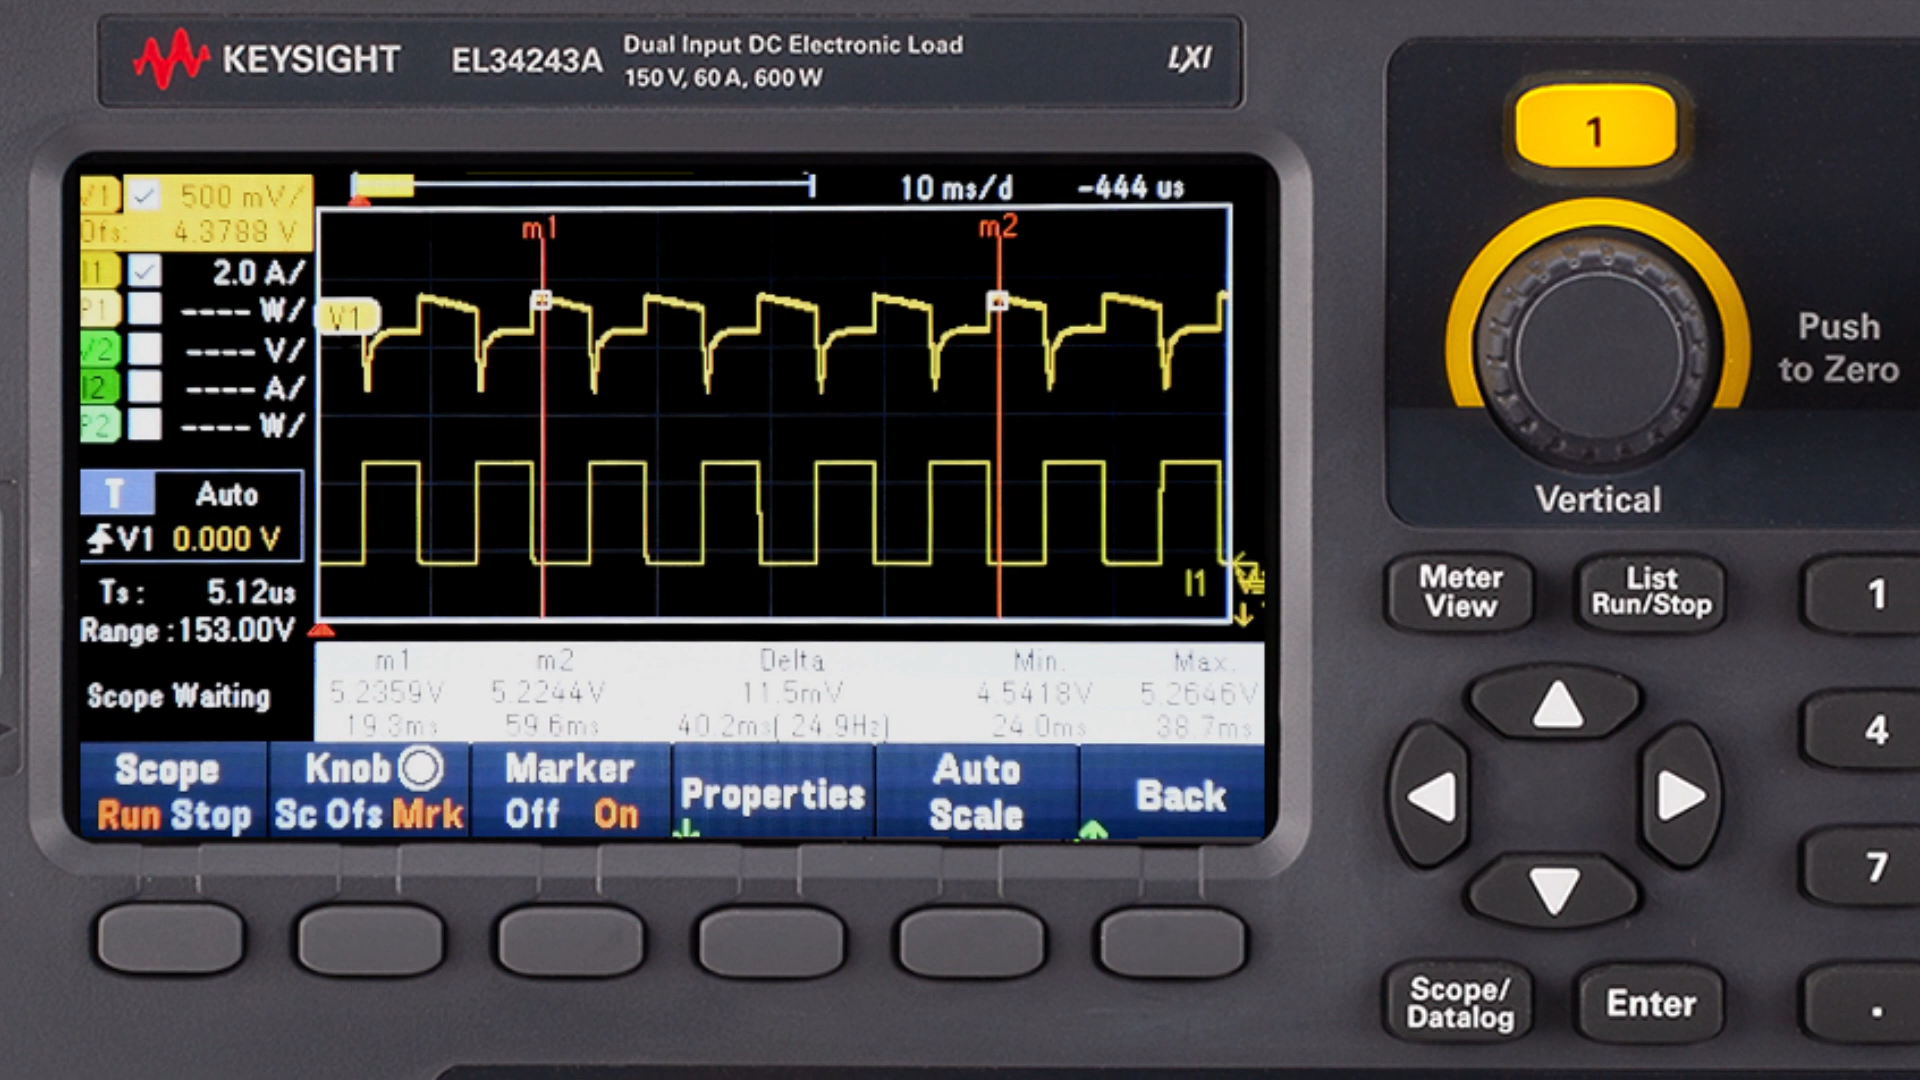 KEYSIGHT EL34243A Dual Input DC Electronic Load LXI
150 V, 60 A, 600 W
V1 500 mV/
Ofs: 4.3788 V
I1 2.0 A/
P1 ---- W/
V2 ---- V/
I2 ---- A/
P2 ---- W/
T Auto
V1 0.000 V
Ts: 5.12us
Range :153.00V
Scope Waiting
10 ms/d -444 us
m1 m2
V1
I1
m1 m2 Delta Min. Max.
5.2359V 5.2244V 11.5mV 4.5418V 5.2646V
19.3ms 59.6ms 40.2ms( 24.9Hz) 24.0ms 38.7ms
Scope
Run Stop
Knob
Sc Ofs Mrk
Marker
Off On
Properties
Auto
Scale
Back
1
Push
to Zero
Vertical
Meter
View
List
Run/Stop
1
4
7
Scope/
Datalog
Enter
.